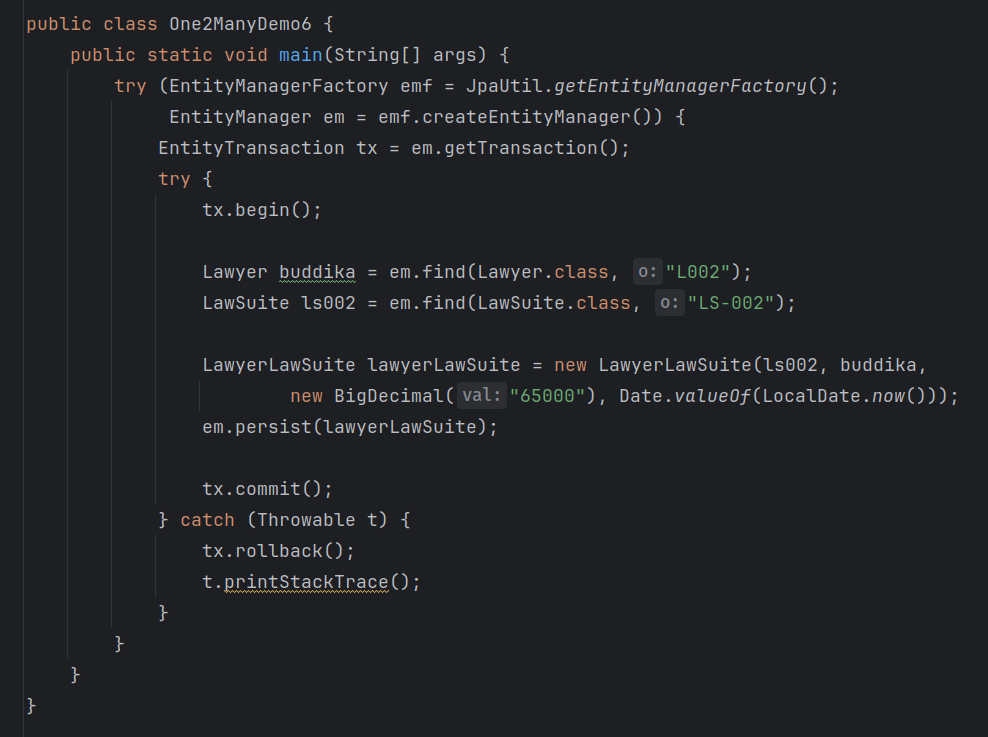 public class One2ManyDemo6 {
public static void main(String[] args) {
try (EntityManagerFactory emf = JpaUtil.getEntityManagerFactory();
EntityManager em = emf.createEntityManager()) {
EntityTransaction tx = em.getTransaction();
try {
tx.begin();
Lawyer buddika = em.find(Lawyer.class, o: "L002");
LawSuite ls002 = em.find(LawSuite.class, o: "LS-002");
LawyerLawSuite lawyerLawSuite = new LawyerLawSuite(ls002, buddika,
new BigDecimal( val: "65000"), Date.valueOf(LocalDate.now()));
em.persist(lawyerLawSuite);
tx.commit();
} catch (Throwable t) {
tx.rollback();
t.printStackTrace();
}
}
}
}